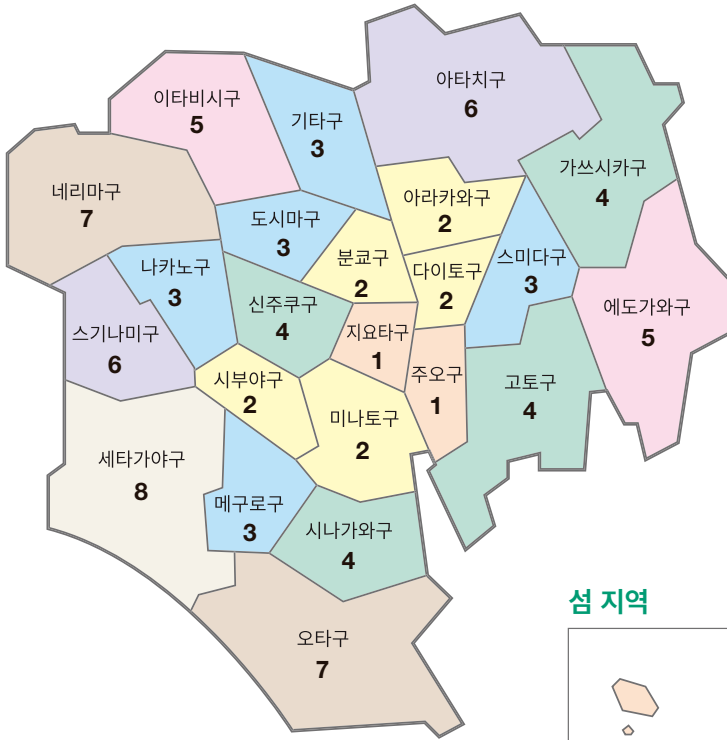 아타치구
6
이타비시구
5
기타구
3
가쓰시카구
4
네리마구
7
아라카와구
2
도시마구
3
분쿄구
2
다이토구
2
스미다구
3
나카노구
3
신주쿠구
4
에도가와구
5
스기나미구
6
지요타구
1
시부야구
2
주오구
1
고토구
4
미나토구
2
세타가야구
8
메구로구
3
시나가와구
4
오타구
7
섬 지역